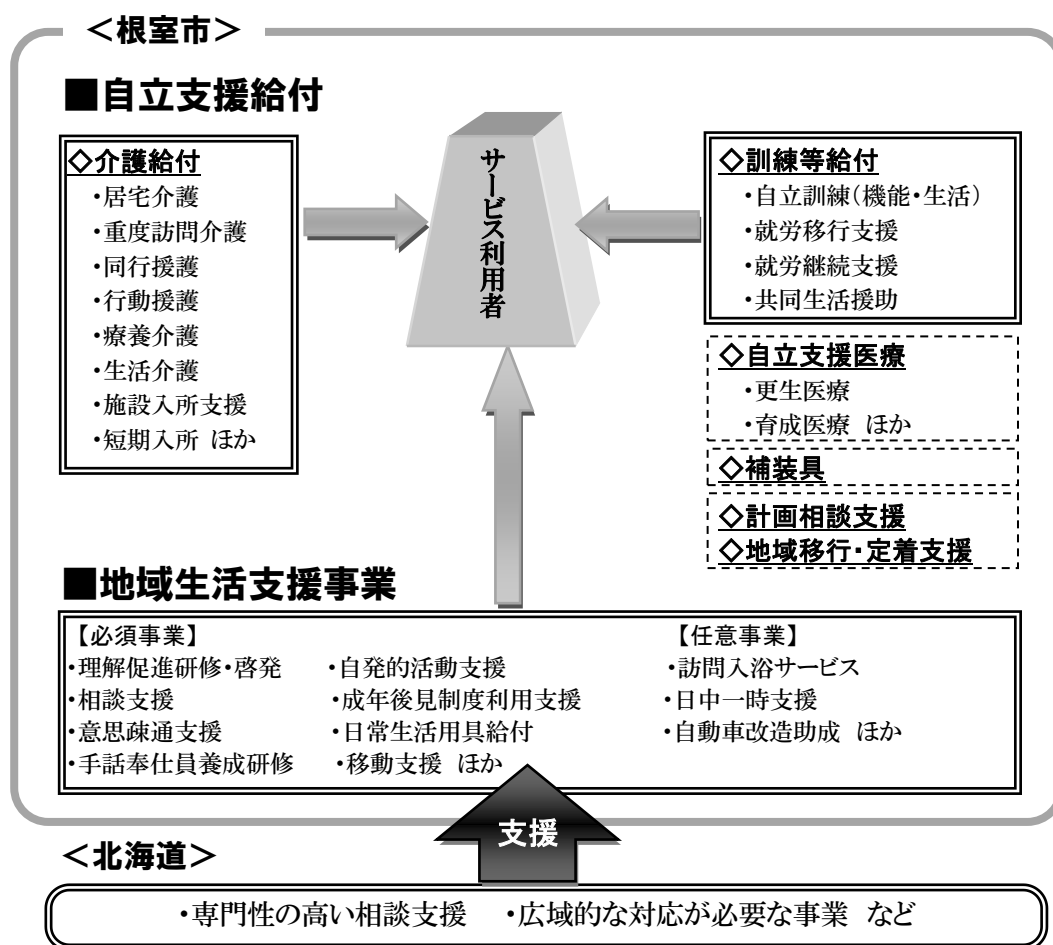 ＜根室市＞
■自立支援給付
◇介護給付
・居宅介護
・重度訪問介護
・同行援護
・行動援護
・療養介護
・生活介護
・施設入所支援
・短期入所 ほか
サービス利用者
◇訓練等給付
・自立訓練（機能・生活）
・就労移行支援
・就労継続支援
・共同生活援助
◇自立支援医療
・更生医療
・育成医療 ほか
◇補装具
◇計画相談支援
◇地域移行・定着支援
■地域生活支援事業
【必須事業】
・理解促進研修・啓発
・相談支援
・意思疎通支援
・手話奉仕員養成研修
・自発的活動支援
・成年後見制度利用支援
・日常生活用具給付
・移動支援 ほか
【任意事業】
・訪問入浴サービス
・日中一時支援
・自動車改造助成 ほか
支援
＜北海道＞
・専門性の高い相談支援 ・広域的な対応が必要な事業 など